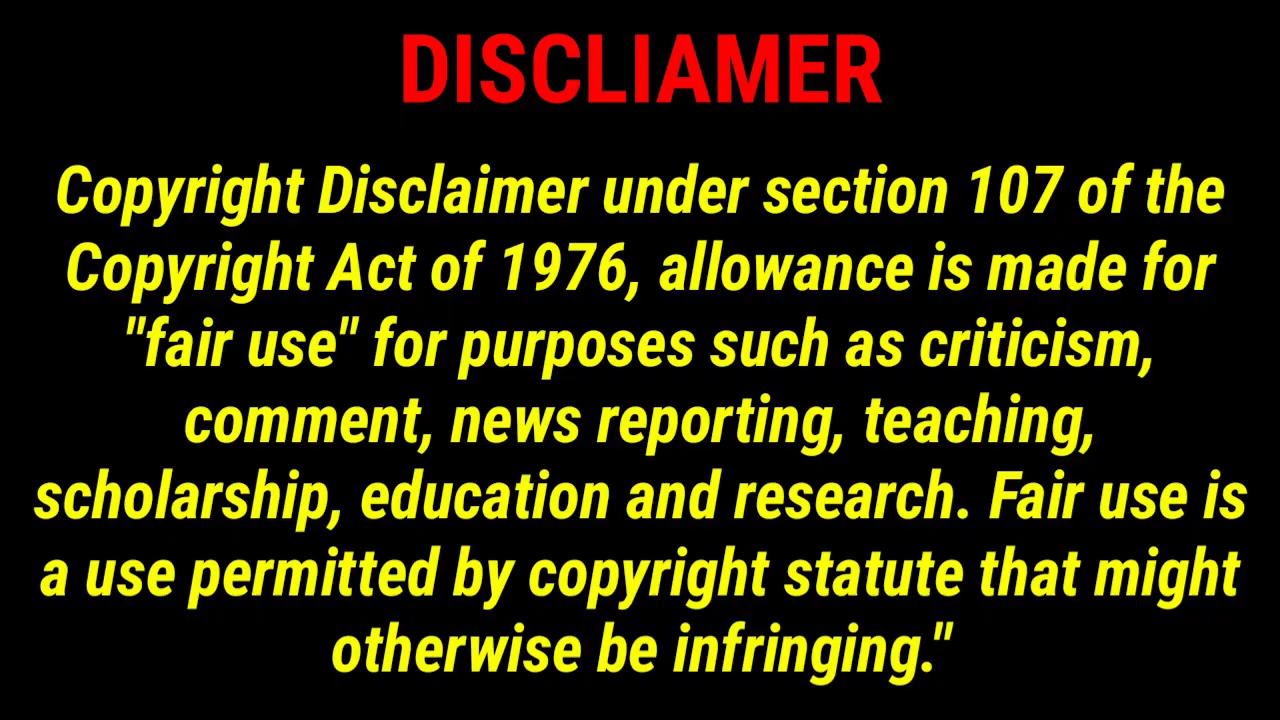 DISCLIAMER
Copyright Disclaimer under section 107 of the
Copyright Act of 1976, allowance is made for
"fair use" for purposes such as criticism,
comment, news reporting, teaching,
scholarship, education and research. Fair use is
a use permitted by copyright statute that might
otherwise be infringing."